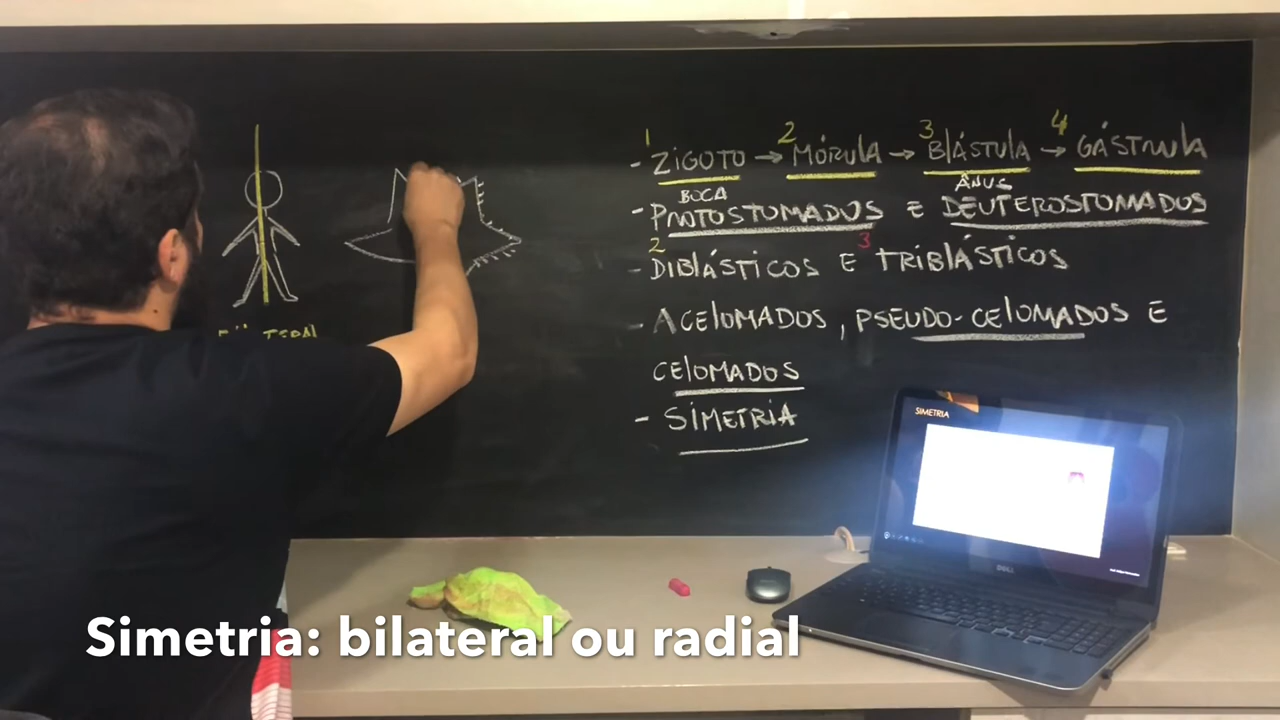 1 2 3 4
- ZIGOTO → MÓRULA → BLÁSTULA → GÁSTRULA
BOCA ÂNUS
- PROTOSTOMADOS E DEUTEROSTOMADOS
2 3
- DIBLÁSTICOS E TRIBLÁSTICOS
- ACELOMADOS, PSEUDO-CELOMADOS E
CELOMADOS
- SIMETRIA
SIMETRIA
DELL
Simetria: bilateral ou radial